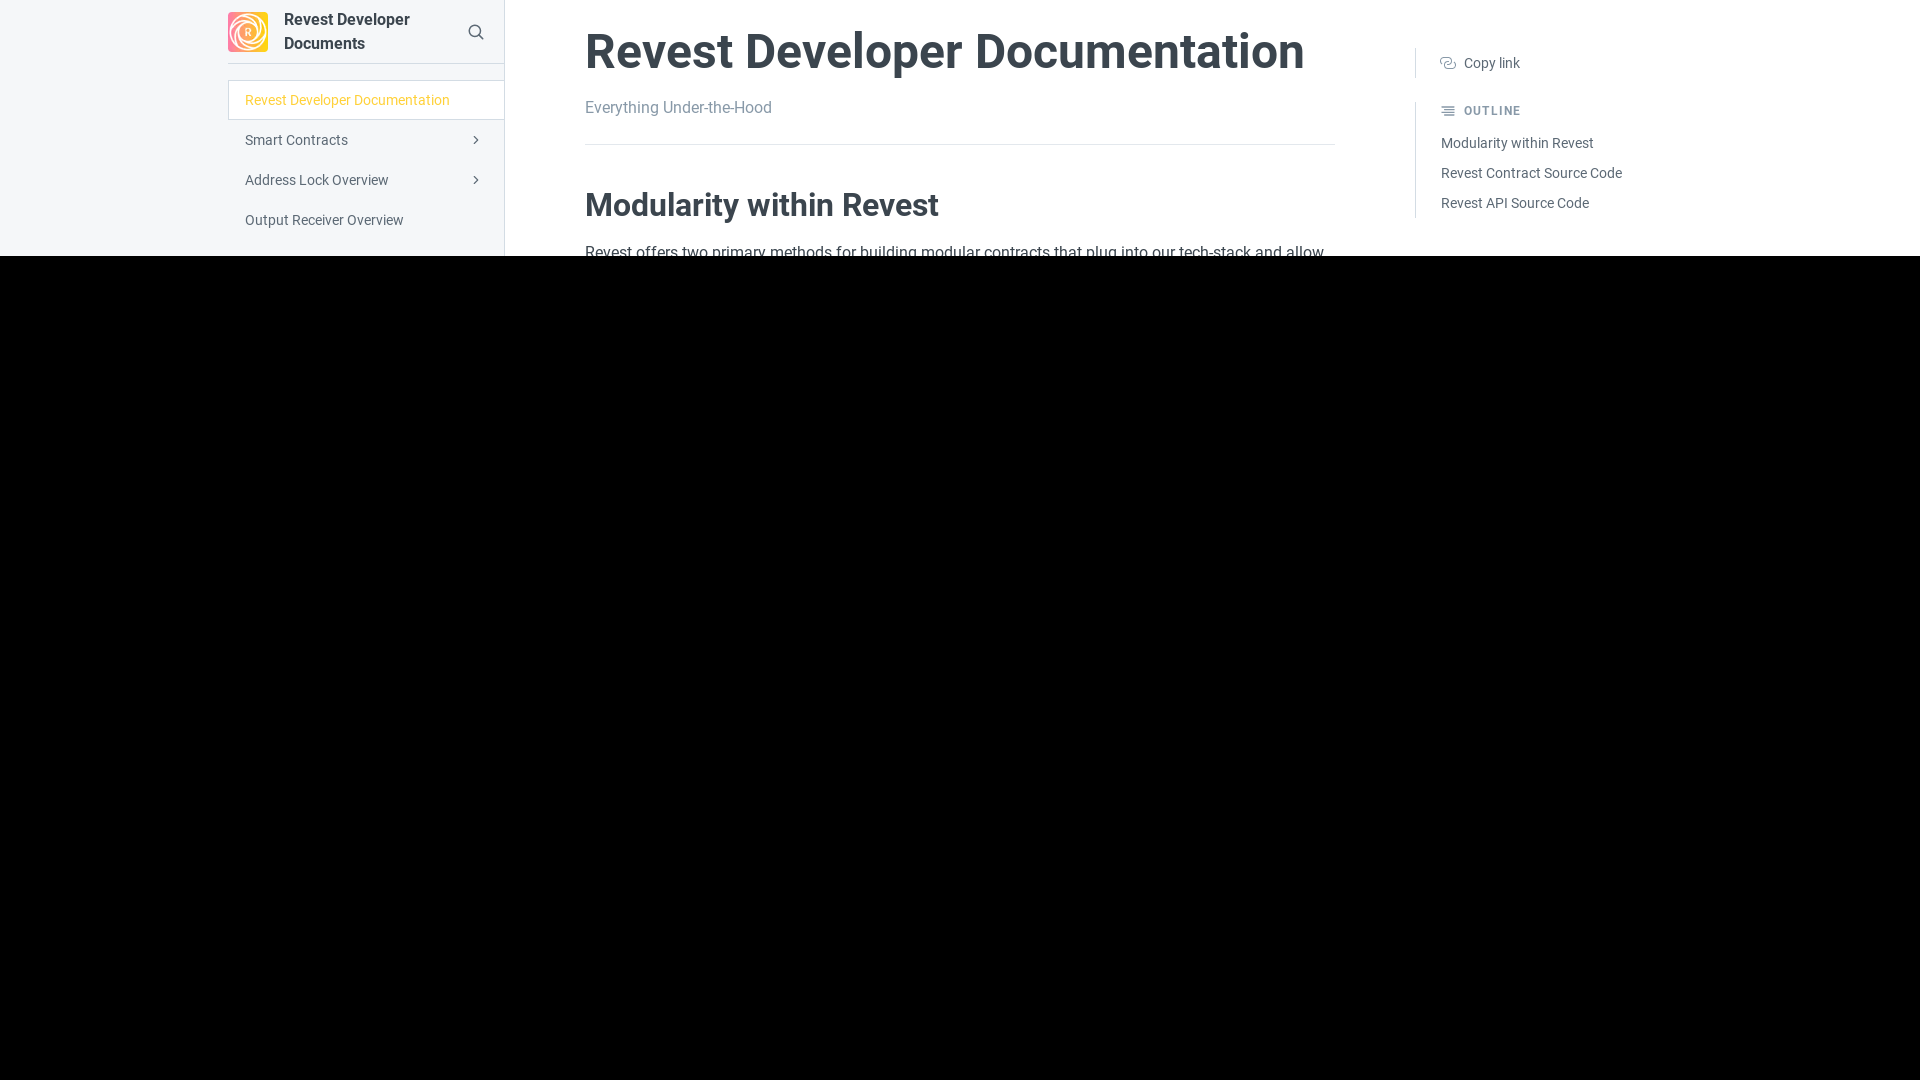 Revest Developer
Documents
Revest Developer Documentation
Smart Contracts
Address Lock Overview
Output Receiver Overview
Revest Developer Documentation
Everything Under-the-Hood
Modularity within Revest
Revest offers two primary methods for building modular contracts that plug into our tech-stack and allow
Copy link
OUTLINE
Modularity within Revest
Revest Contract Source Code
Revest API Source Code